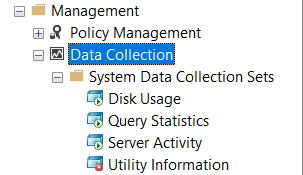 Management
Policy Management
Data Collection
System Data Collection Sets
Disk Usage
Query Statistics
Server Activity
Utility Information